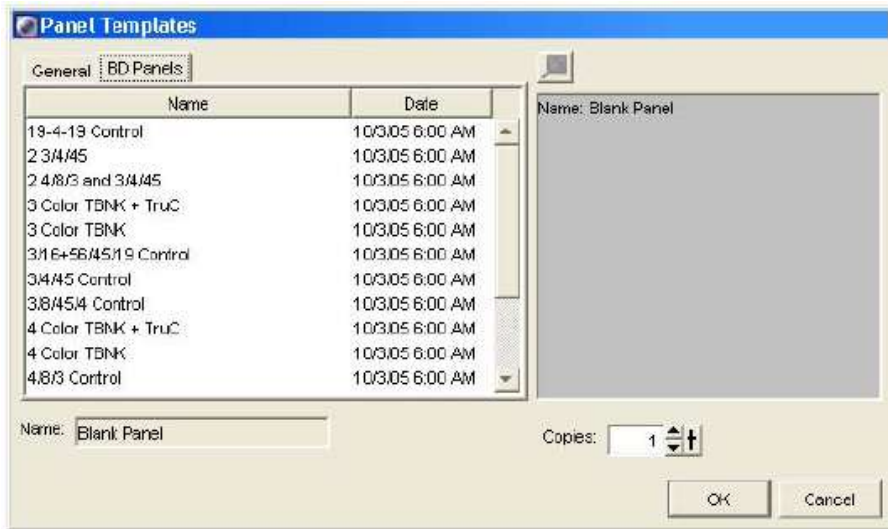 Panel Templates
General BD Panels
Name Date
Name: Blank Panel
19-4-19 Control 10/3/05 6:00 AM
2 3/4/45 10/3/05 6:00 AM
2 4/8/3 and 3/4/45 10/3/05 6:00 AM
3 Color TBNK + TruC 10/3/05 6:00 AM
3 Color TBNK 10/3/05 6:00 AM
3/16+56/45/19 Control 10/3/05 6:00 AM
3/4/45 Control 10/3/05 6:00 AM
3/8/45/4 Control 10/3/05 6:00 AM
4 Color TBNK + TruC 10/3/05 6:00 AM
4 Color TBNK 10/3/05 6:00 AM
4/8/3 Control 10/3/05 6:00 AM
Name: Blank Panel
Copies: 1
OK Cancel